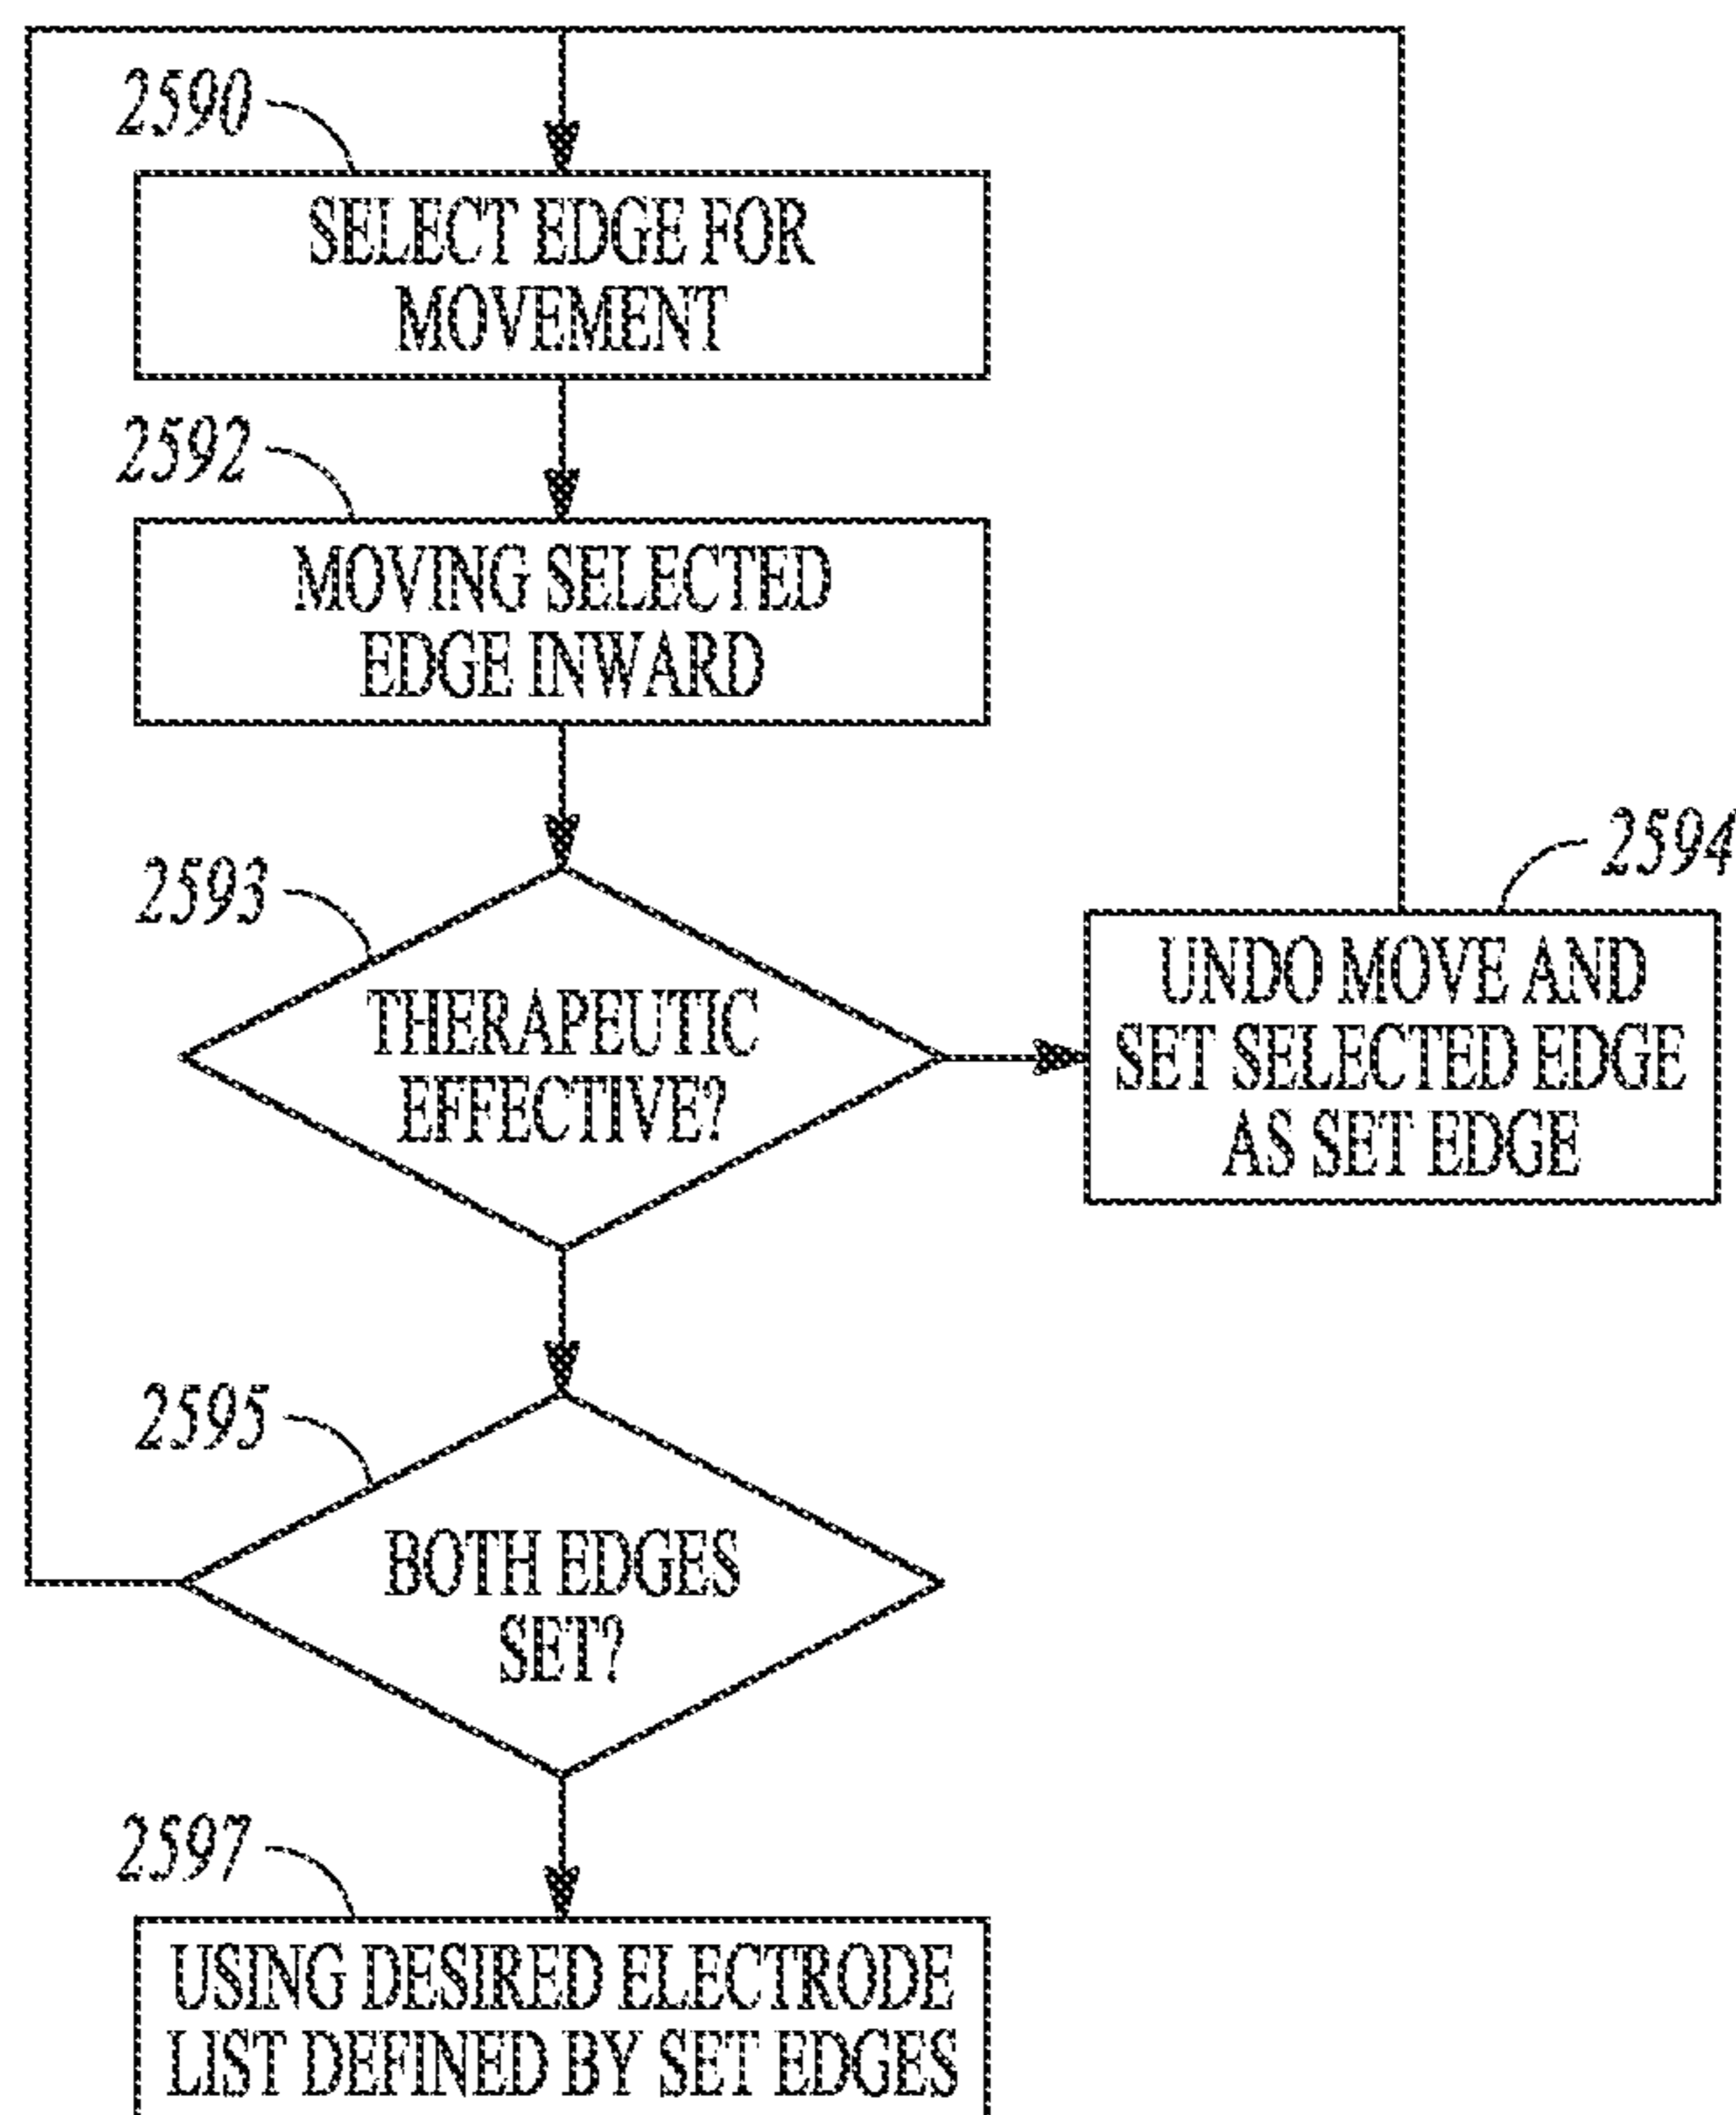 2590
SELECT EDGE FOR
MOVEMENT
2592
MOVING SELECTED
EDGE INWARD
2593
THERAPEUTIC
EFFECTIVE?
2594
UNDO MOVE AND
SET SELECTED EDGE
AS SET EDGE
2595
BOTH EDGES
SET?
2597
USING DESIRED ELECTRODE
LIST DEFINED BY SET EDGES